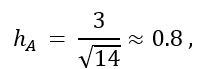 h_A = 3/√14 ≈ 0.8 ,